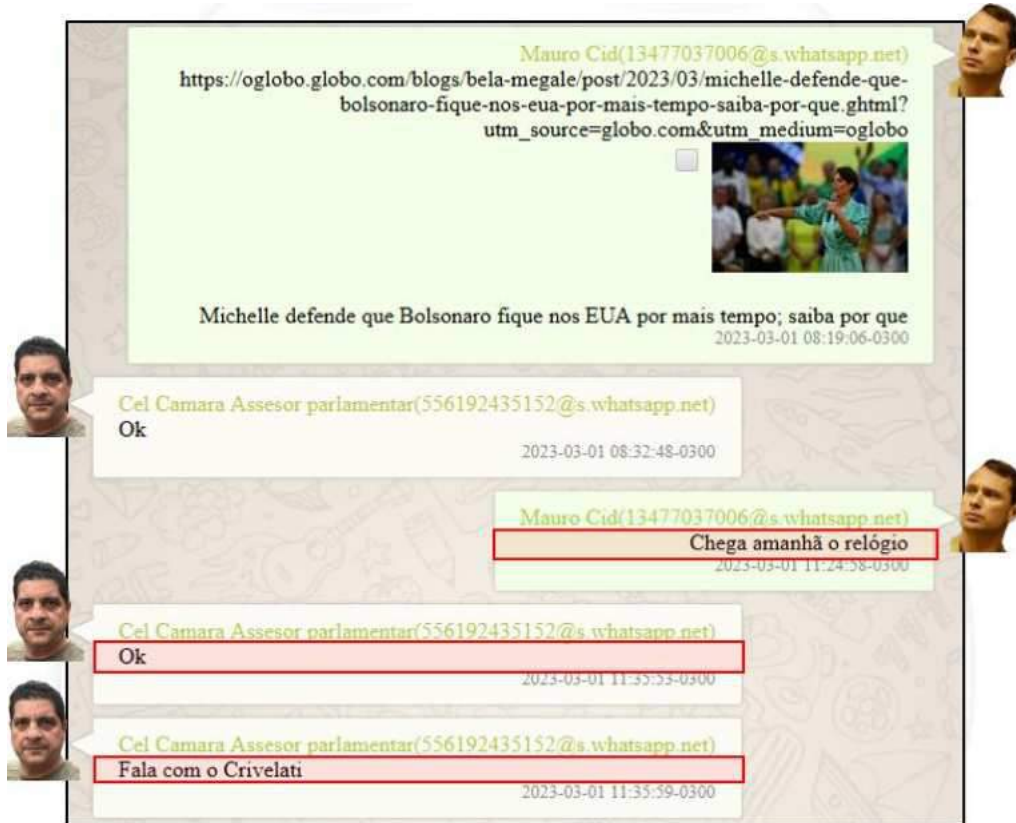 Mauro Cid(13477037006@s.whatsapp.net)
https://oglobo.globo.com/blogs/bela-megale/post/2023/03/michelle-defende-que-
bolsonaro-fique-nos-eua-por-mais-tempo-saiba-por-que.ghtml?
utm_source=globo.com&utm_medium=oglobo
Michelle defende que Bolsonaro fique nos EUA por mais tempo; saiba por que
2023-03-01 08:19:06-0300
Cel Camara Assesor parlamentar(556192435152@s.whatsapp.net)
Ok
2023-03-01 08:32:48-0300
Mauro Cid(13477037006@s.whatsapp.net)
Chega amanhã o relógio
2023-03-01 11:24:58-0300
Cel Camara Assesor parlamentar(556192435152@s.whatsapp.net)
Ok
2023-03-01 11:35:53-0300
Cel Camara Assesor parlamentar(556192435152@s.whatsapp.net)
Fala com o Crivelati
2023-03-01 11:35:59-0300